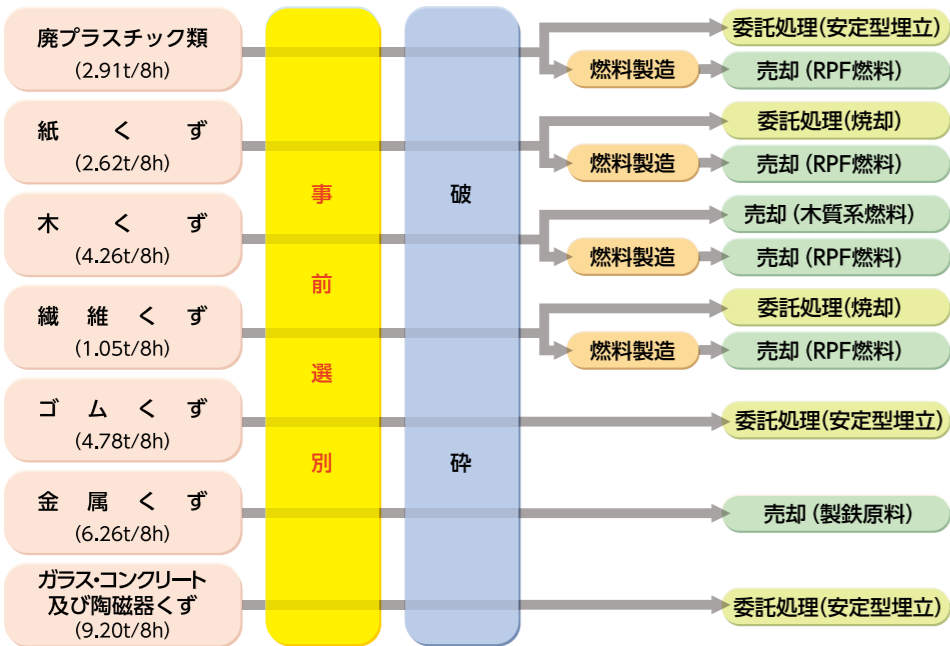 廃プラスチック類
(2.91t/8h)
委託処理(安定型埋立)
燃料製造
売却(RPF燃料)
紙くず
(2.62t/8h)
委託処理(焼却)
燃料製造
売却(RPF燃料)
木くず
(4.26t/8h)
売却(木質系燃料)
燃料製造
売却(RPF燃料)
繊維くず
(1.05t/8h)
委託処理(焼却)
燃料製造
売却(RPF燃料)
ゴムくず
(4.78t/8h)
委託処理(安定型埋立)
金属くず
(6.26t/8h)
売却(製鉄原料)
ガラス・コンクリート
及び陶磁器くず
(9.20t/8h)
委託処理(安定型埋立)
事前選別
破砕